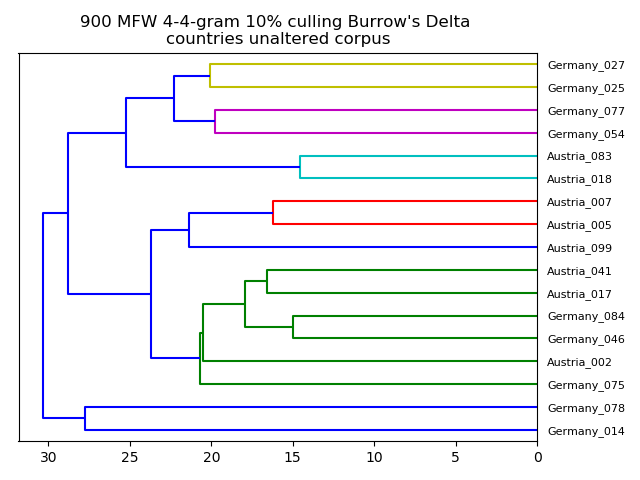 900 MFW 4-4-gram 10% culling Burrow's Delta
countries unaltered corpus
Germany_027
Germany_025
Germany_077
Germany_054
Austria_083
Austria_018
Austria_007
Austria_005
Austria_099
Austria_041
Austria_017
Germany_084
Germany_046
Austria_002
Germany_075
Germany_078
Germany_014
30 25 20 15 10 5 0